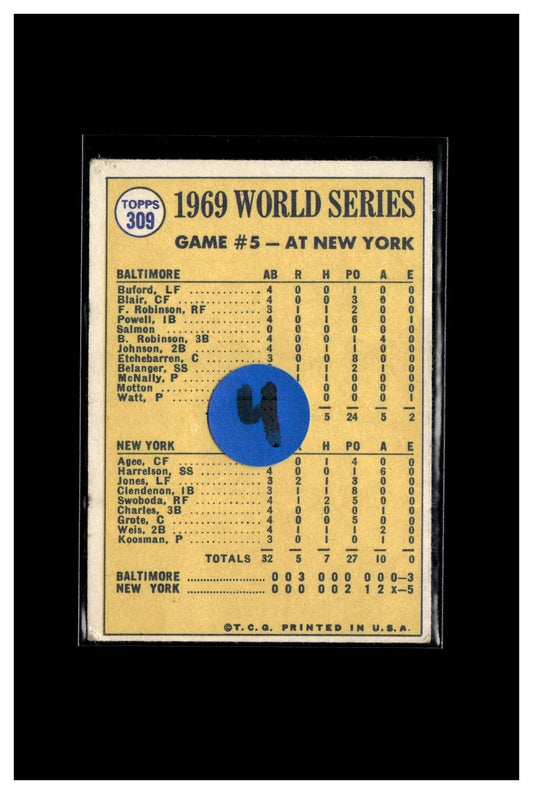 TOPPS
309
1969 WORLD SERIES
GAME #5 — AT NEW YORK
BALTIMORE AB R H PO A E
Buford, LF 4 0 0 1 0 0
Blair, CF 4 0 0 3 0 0
F. Robinson, RF 3 1 1 2 0 0
Powell, 1B 4 0 1 6 0 1
Salmon 0 0 0 0 0 0
B. Robinson, 3B 4 0 0 1 4 0
Johnson, 2B 4 0 1 1 0 0
Etchebarren, C 3 0 0 8 0 0
Belanger, SS 3 1 1 2 1 0
McNally, P 1 1 0 0 0
Motton 0 0 0 0
Watt, P 0 0 0 1
4
5 24 5 2
NEW YORK R H PO A E
Agee, CF 0 1 4 0 0
Harrelson, SS 4 0 0 1 6 0
Jones, LF 3 2 1 3 0 0
Clendenon, 1B 3 1 1 8 0 0
Swoboda, RF 4 1 2 5 0 0
Charles, 3B 4 0 0 0 1 0
Grote, C 4 0 0 5 0 0
Weis, 2B 4 1 1 1 2 0
Koosman, P 3 0 1 0 1 0
TOTALS 32 5 7 27 10 0
BALTIMORE 0 0 3 0 0 0 0 0 0—3
NEW YORK 0 0 0 0 0 2 1 2 x—5
©T.C.G. PRINTED IN U.S.A.